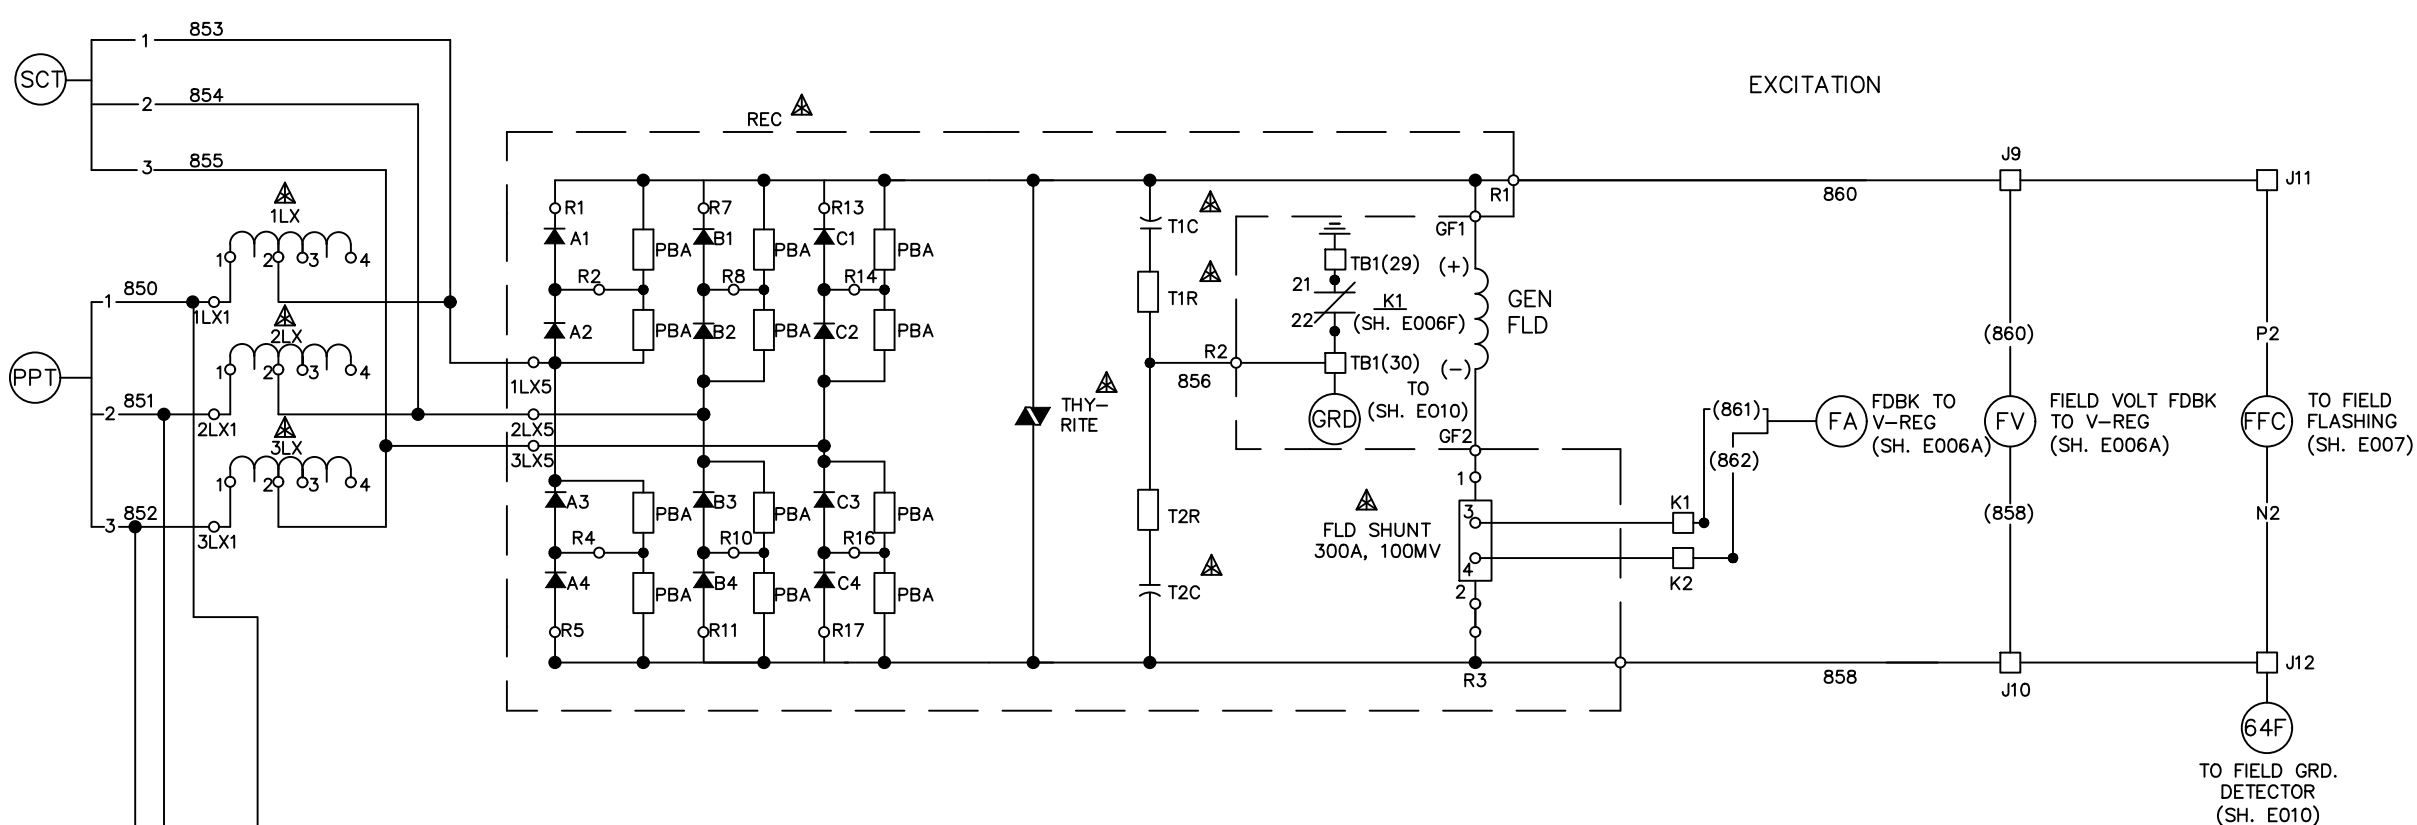 EXCITATION
SCT
1 853
2 854
3 855
1LX
1 2 3 4
PPT
1 850
1LX1
2LX
1 2 3 4
2 851
2LX1
3LX
1 2 3 4
3 852
3LX1
REC
1LX5
2LX5
3LX5
R1
A1
PBA
R7
B1
PBA
R13
C1
PBA
R2
R8
R14
A2
PBA
B2
PBA
C2
PBA
A3
PBA
B3
PBA
C3
PBA
R4
R10
R16
A4
PBA
B4
PBA
C4
PBA
R5
R11
R17
THY-
RITE
T1C
T1R
R2
856
T2R
T2C
R1
GF1
TB1(29)
(+)
21
22
K1
(SH. E006F)
GEN
FLD
TB1(30)
(-)
TO
(SH. E010)
GRD
GF2
1
3
4
2
FLD SHUNT
300A, 100MV
R3
K1
K2
(861)
(862)
FA
FDBK TO
V-REG
(SH. E006A)
860
J9
(860)
FV
FIELD VOLT FDBK
TO V-REG
(SH. E006A)
(858)
858
J10
J11
P2
FFC
TO FIELD
FLASHING
(SH. E007)
N2
J12
64F
TO FIELD GRD.
DETECTOR
(SH. E010)